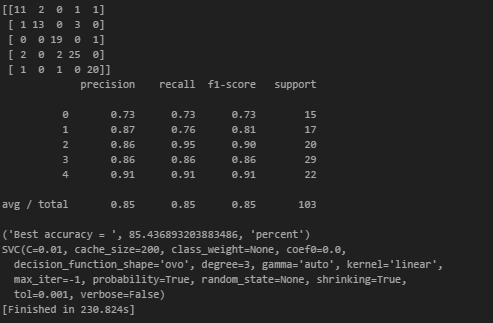 [[11  2  0  1  1]
 [ 1 13  0  3  0]
 [ 0  0 19  0  1]
 [ 2  0  2 25  0]
 [ 1  0  1  0 20]]
             precision    recall  f1-score   support

          0       0.73      0.73      0.73        15
          1       0.87      0.76      0.81        17
          2       0.86      0.95      0.90        20
          3       0.86      0.86      0.86        29
          4       0.91      0.91      0.91        22

avg / total       0.85      0.85      0.85       103

('Best accuracy = ', 85.436893203883486, 'percent')
SVC(C=0.01, cache_size=200, class_weight=None, coef0=0.0,
  decision_function_shape='ovo', degree=3, gamma='auto', kernel='linear',
  max_iter=-1, probability=True, random_state=None, shrinking=True,
  tol=0.001, verbose=False)
[Finished in 230.824s]